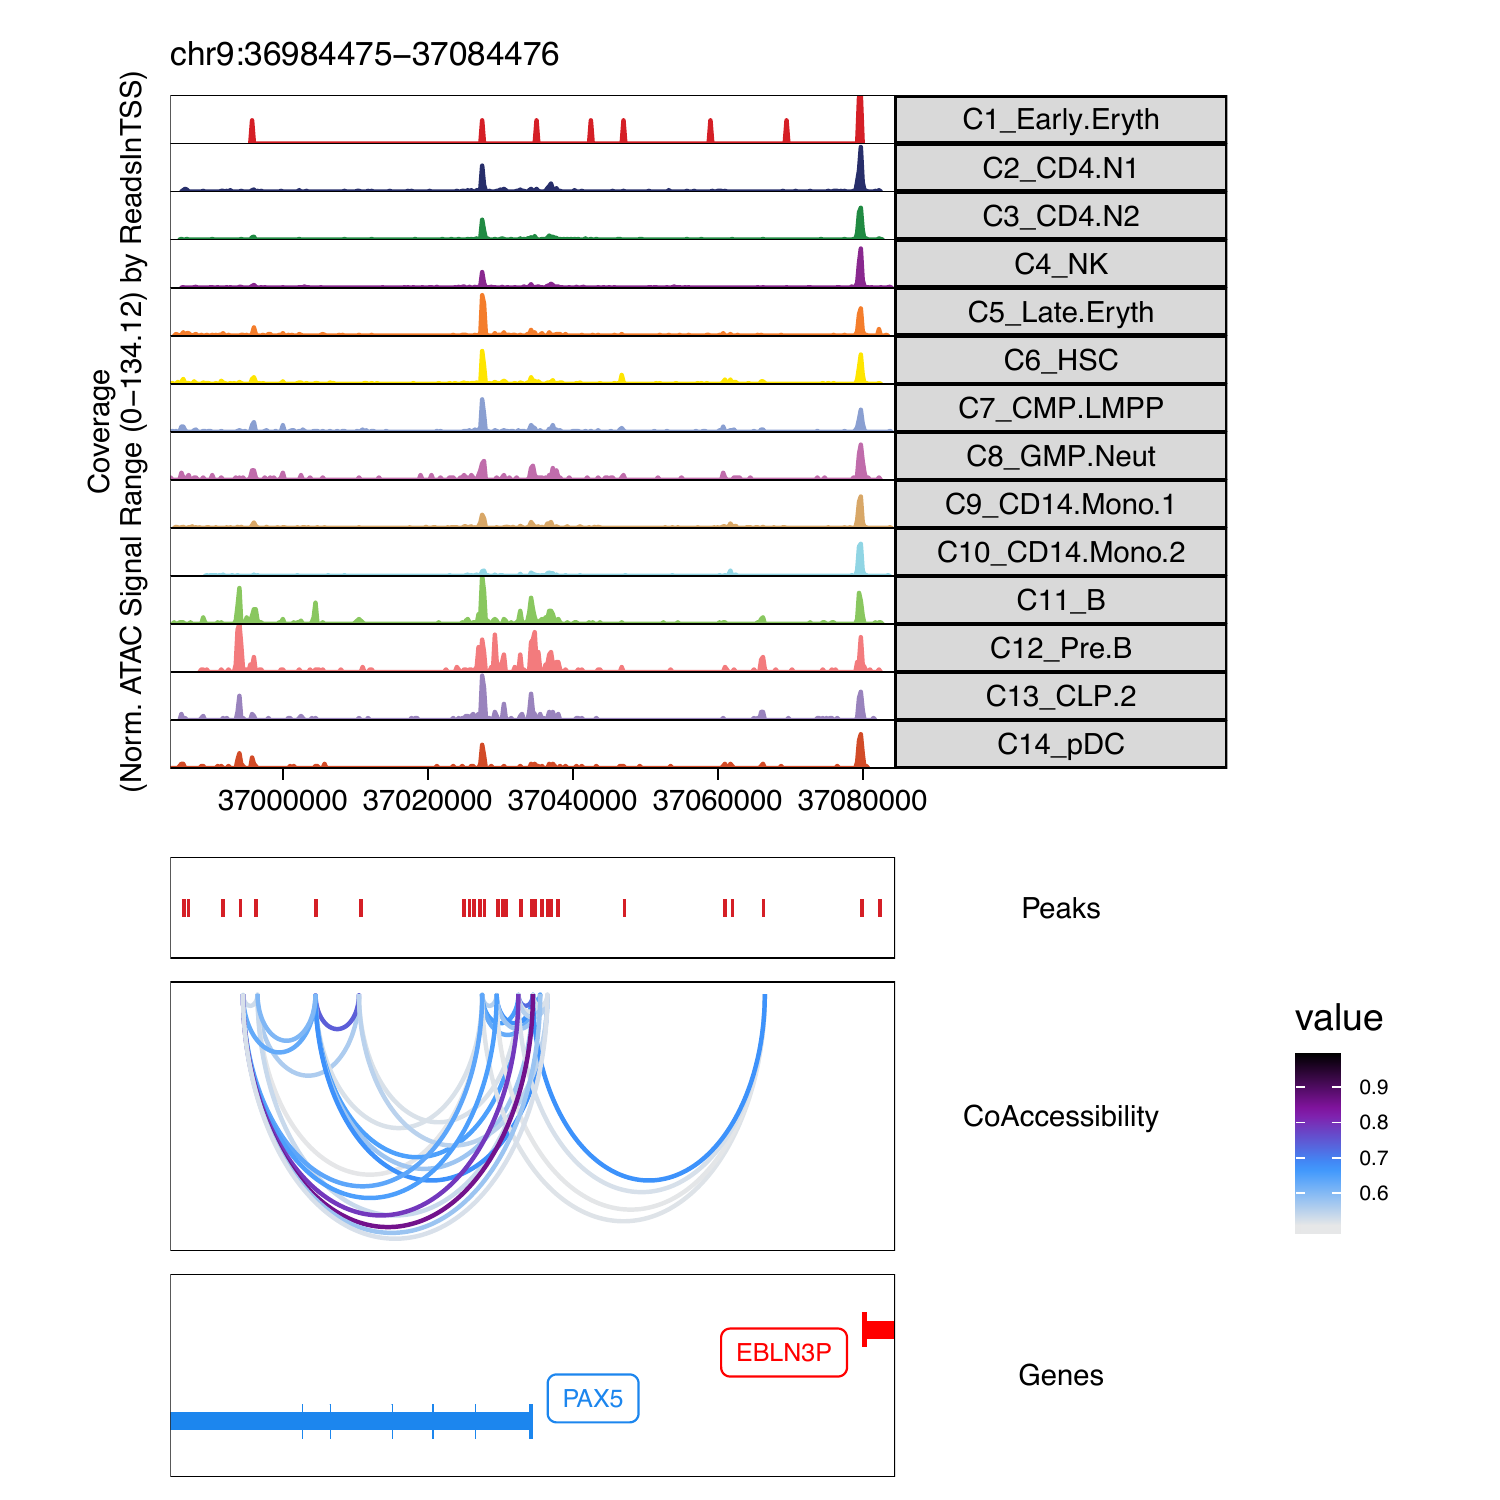 chr9:36984475−37084476
Coverage
(Norm. ATAC Signal Range (0−134.12) by ReadsInTSS)
C1_Early.Eryth
C2_CD4.N1
C3_CD4.N2
C4_NK
C5_Late.Eryth
C6_HSC
C7_CMP.LMPP
C8_GMP.Neut
C9_CD14.Mono.1
C10_CD14.Mono.2
C11_B
C12_Pre.B
C13_CLP.2
C14_pDC
37000000 37020000 37040000 37060000 37080000
Peaks
CoAccessibility
value
0.9
0.8
0.7
0.6
EBLN3P
PAX5
Genes